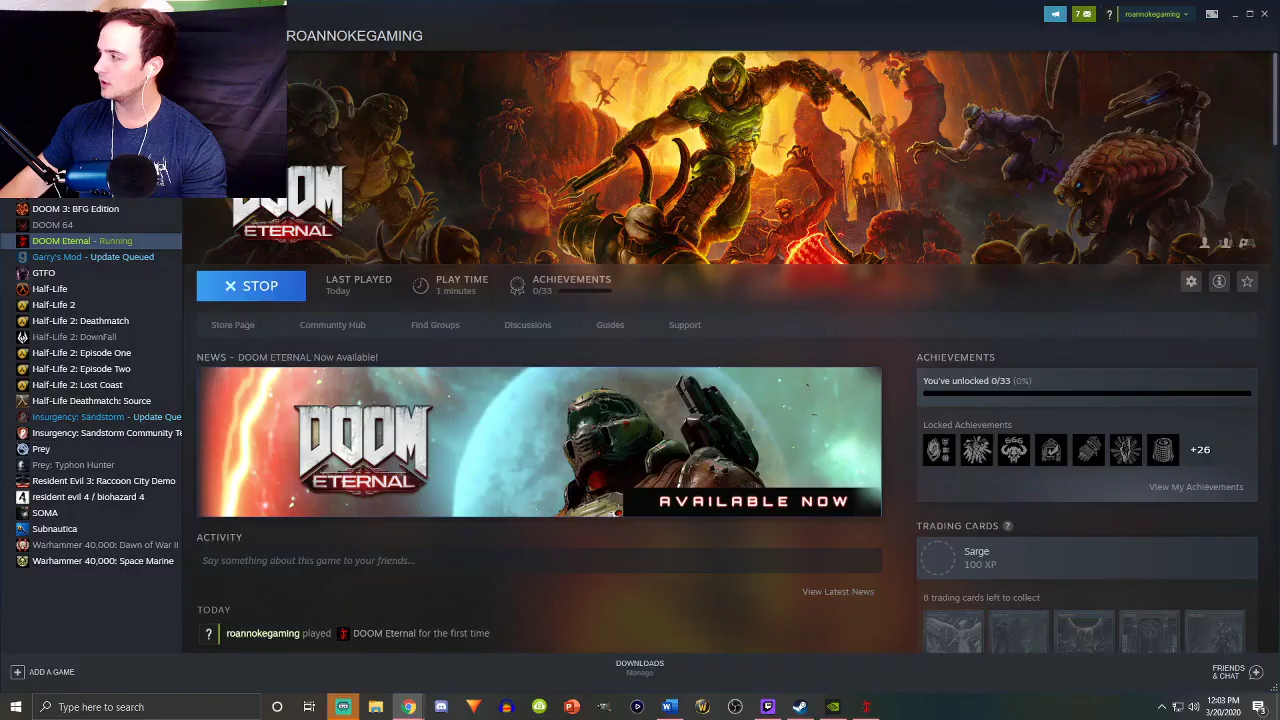 7
?
roannokegaming
ROANNOKEGAMING
DOOM
ETERNAL
DOOM 3: BFG Edition
DOOM 64
DOOM Eternal - Running
Garry's Mod - Update Queued
GTFO
Half-Life
Half-Life 2
Half-Life 2: Deathmatch
Half-Life 2: DownFall
Half-Life 2: Episode One
Half-Life 2: Episode Two
Half-Life 2: Lost Coast
Half-Life Deathmatch: Source
Insurgency: Sandstorm - Update Que
Insurgency: Sandstorm Community Te
Prey
Prey: Typhon Hunter
Resident Evil 3: Raccoon City Demo
resident evil 4 / biohazard 4
SOMA
Subnautica
Warhammer 40,000: Dawn of War II
Warhammer 40,000: Space Marine
STOP
LAST PLAYED
Today
PLAY TIME
1 minutes
ACHIEVEMENTS
0/33
Store Page
Community Hub
Find Groups
Discussions
Guides
Support
NEWS - DOOM ETERNAL Now Available!
DOOM
ETERNAL
AVAILABLE NOW
ACTIVITY
Say something about this game to your friends...
View Latest News
TODAY
? roannokegaming played DOOM Eternal for the first time
ACHIEVEMENTS
You've unlocked 0/33 (0%)
Locked Achievements
666
+26
View My Achievements
TRADING CARDS ?
Sarge
100 XP
8 trading cards left to collect
ADD A GAME
DOWNLOADS
Manage
FRIENDS
& CHAT
Type here to search
12:03 PM
3/20/2020